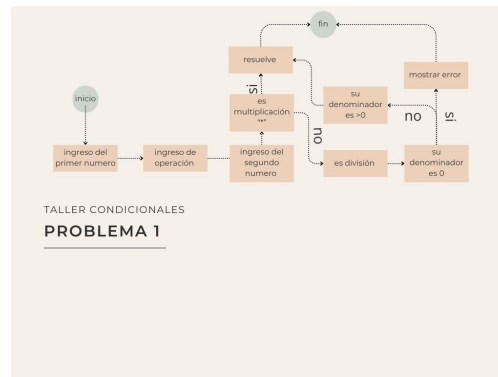 fin
resuelve
mostrar error
si
inicio
es
multiplicación
"*"
su
denominador
es >0
no
si
no
ingreso del
primer numero
ingreso de
operación
ingreso del
segundo
numero
es división
su
denominador
es 0
TALLER CONDICIONALES
PROBLEMA 1